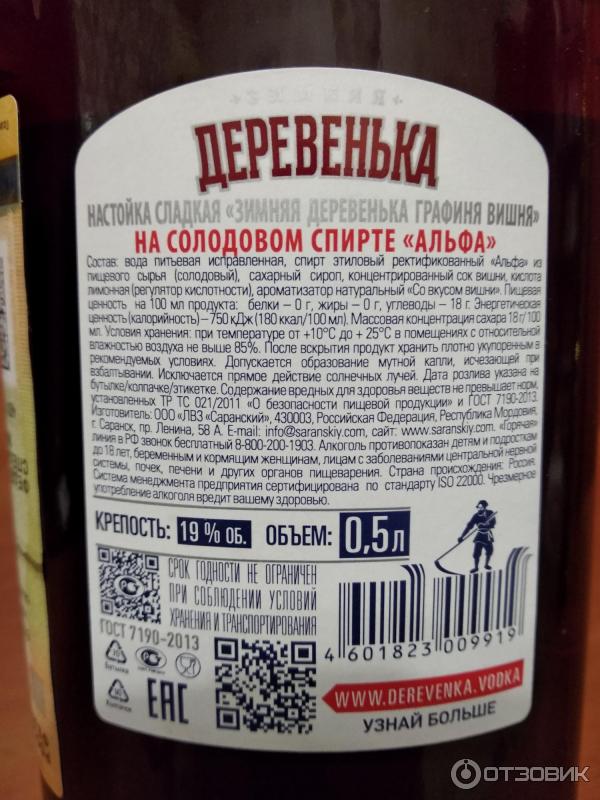 ДЕРЕВЕНЬКА
НАСТОЙКА СЛАДКАЯ «ЗИМНЯЯ ДЕРЕВЕНЬКА ГРАФИНЯ ВИШНЯ»
НА СОЛОДОВОМ СПИРТЕ «АЛЬФА»
Состав: вода питьевая исправленная, спирт этиловый ректификованный «Альфа» из
пищевого сырья (солодовый), сахарный сироп, концентрированный сок вишни, кислота
лимонная (регулятор кислотности), ароматизатор натуральный «Со вкусом вишни». Пищевая
ценность на 100 мл продукта: белки – 0 г, жиры – 0 г, углеводы – 18 г. Энергетическая
ценность (калорийность) – 750 кДж (180 ккал/100 мл). Массовая концентрация сахара 18 г/100
мл. Условия хранения: при температуре от +10°С до + 25°С в помещениях с относительной
влажностью воздуха не выше 85%. После вскрытия продукт хранить плотно укупоренным в
рекомендуемых условиях. Допускается образование мутной капли, исчезающей при
взбалтывании. Исключается прямое действие солнечных лучей. Дата розлива указана на
бутылке/колпачке/этикетке. Содержание вредных для здоровья веществ не превышает норм,
установленных ТР ТС 021/2011 «О безопасности пищевой продукции» и ГОСТ 7190-2013.
Изготовитель: ООО «ЛВЗ «Саранский», 430003, Российская Федерация, Республика Мордовия,
г. Саранск, пр. Ленина, 58 А. E-mail: info@saranskiy.com, сайт: www.saranskiy.com. «Горячая»
линия в РФ звонок бесплатный 8-800-200-1903. Алкоголь противопоказан детям и подросткам
до 18 лет, беременным и кормящим женщинам, лицам с заболеваниями центральной нервной
системы, почек, печени и других органов пищеварения. Страна происхождения: Россия.
Система менеджмента предприятия сертифицирована по стандарту ISO 22000. Чрезмерное
употребление алкоголя вредит вашему здоровью.
КРЕПОСТЬ: 19 % ОБ. ОБЪЕМ: 0,5 л
СРОК ГОДНОСТИ НЕ ОГРАНИЧЕН
ПРИ СОБЛЮДЕНИИ УСЛОВИЙ
ХРАНЕНИЯ И ТРАНСПОРТИРОВАНИЯ
ГОСТ 7190-2013
Бутылка
Колпачок
ЕАС
4 601823 009919
WWW.DEREVENKA.VODKA
УЗНАЙ БОЛЬШЕ
ОТЗОВИК